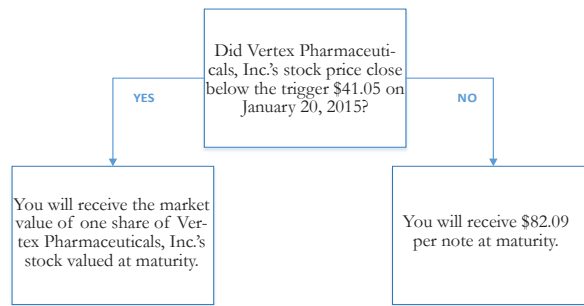 Did Vertex Pharmaceuti-
cals, Inc.'s stock price close
below the trigger $41.05 on
January 20, 2015?
YES
NO
You will receive the market
value of one share of Ver-
tex Pharmaceuticals, Inc.'s
stock valued at maturity.
You will receive $82.09
per note at maturity.